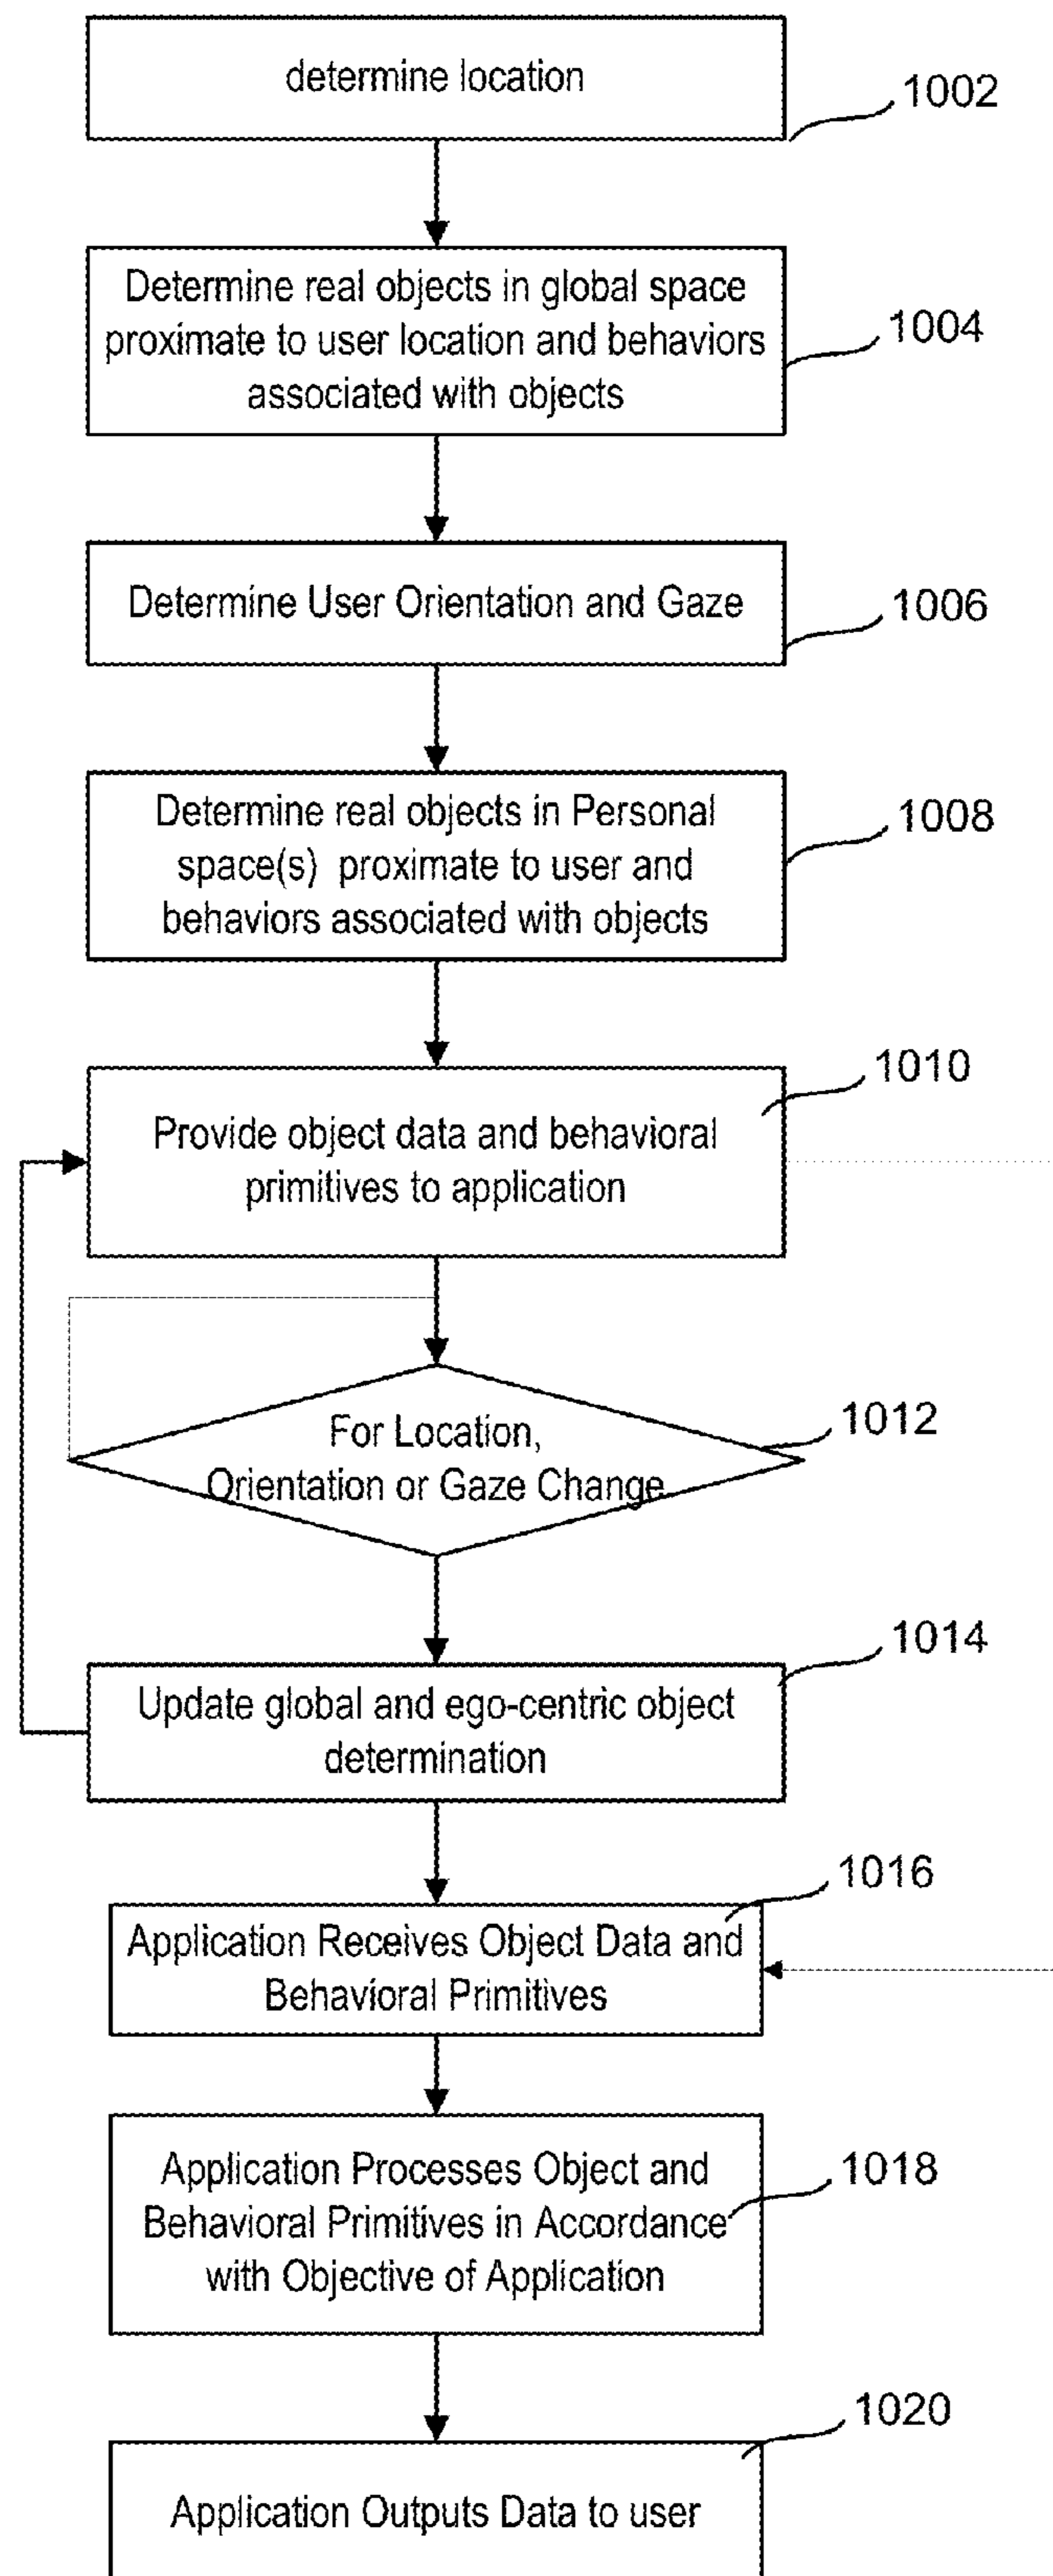 determine location
1002
Determine real objects in global space
proximate to user location and behaviors
associated with objects
1004
Determine User Orientation and Gaze
1006
Determine real objects in Personal
space(s) proximate to user and
behaviors associated with objects
1008
Provide object data and behavioral
primitives to application
1010
For Location,
Orientation or Gaze Change
1012
Update global and ego-centric object
determination
1014
Application Receives Object Data and
Behavioral Primitives
1016
Application Processes Object and
Behavioral Primitives in Accordance
with Objective of Application
1018
Application Outputs Data to user
1020